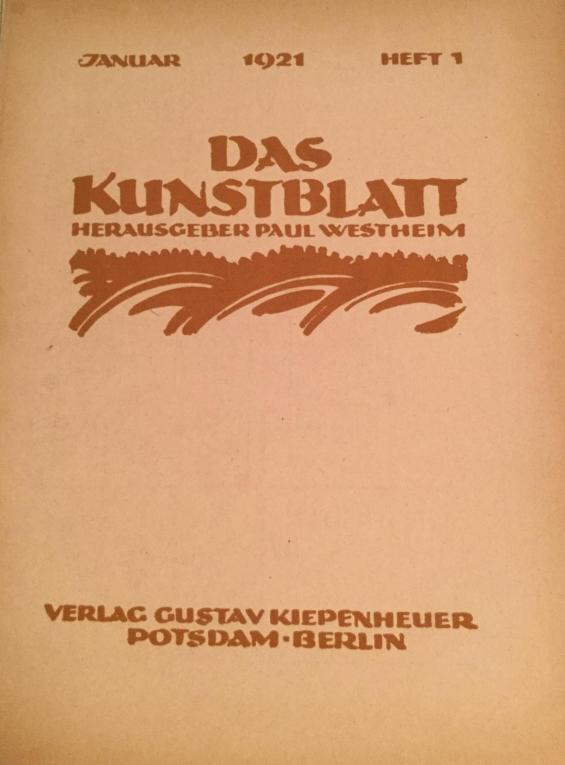 JANUAR 1921 HEFT 1
DAS
KUNSTBLATT
HERAUSGEBER PAUL WESTHEIM
VERLAG GUSTAV KIEPENHEUER
POTSDAM·BERLIN